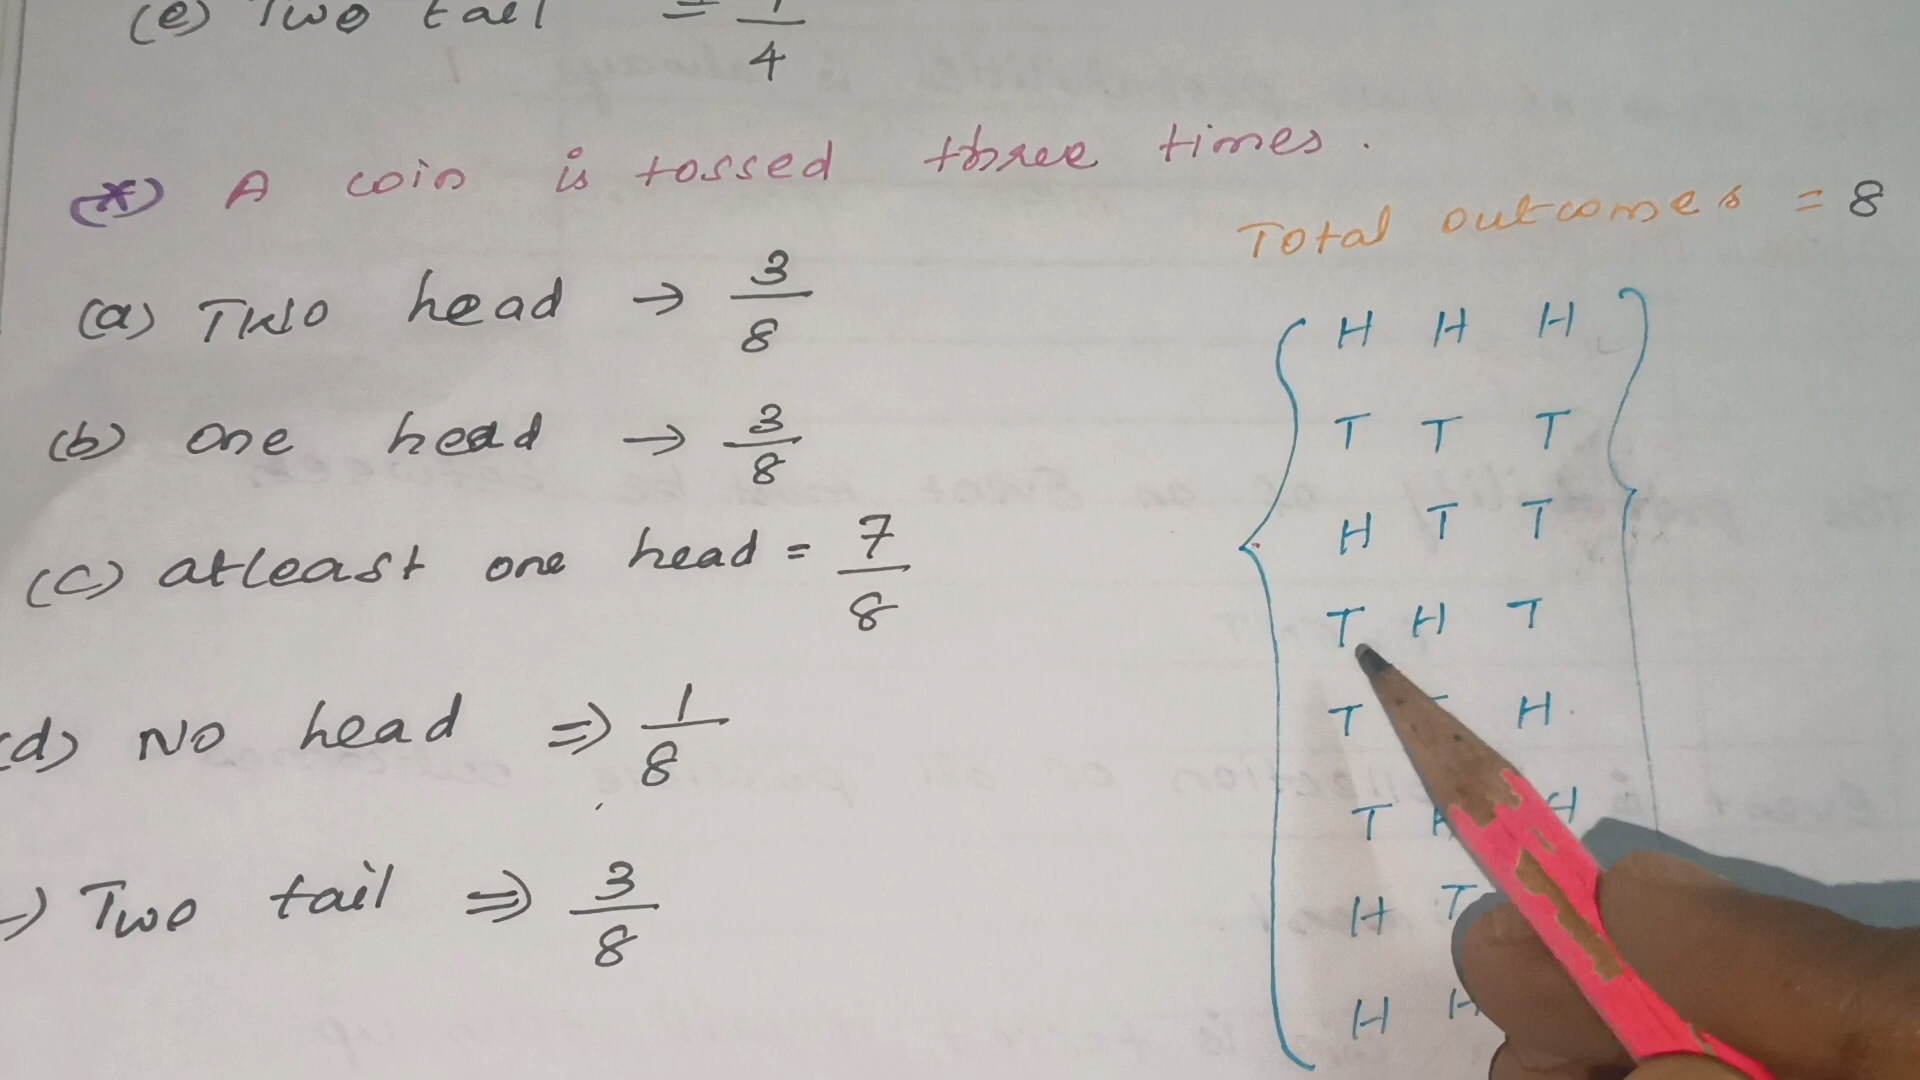 (e) Two tail = 1/4
(*) A coin is tossed three times.
Total outcomes = 8
(a) Two head → 3/8
(b) one head → 3/8
(c) atleast one head = 7/8
(d) No head ⇒ 1/8
Two tail ⇒ 3/8
H H H
T T T
H T T
T H T
T H
T H
H T
H H